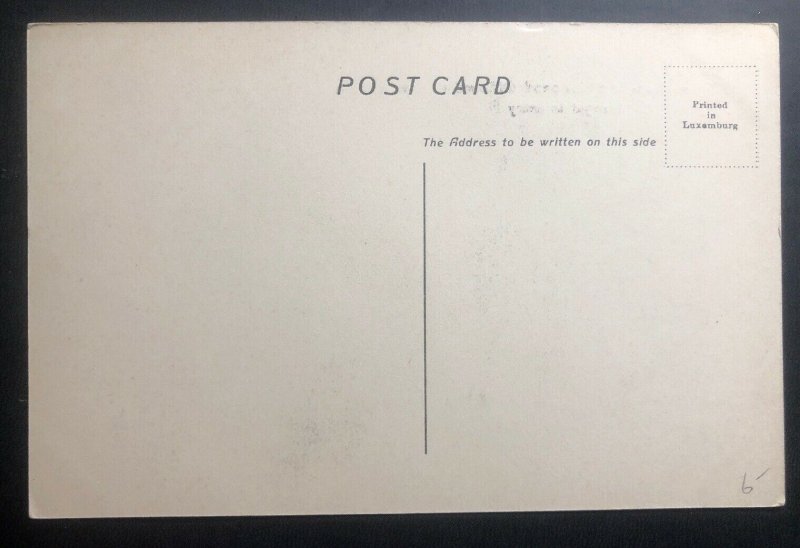 POST CARD
Printed
in
Luxemburg
The Address to be written on this side
6